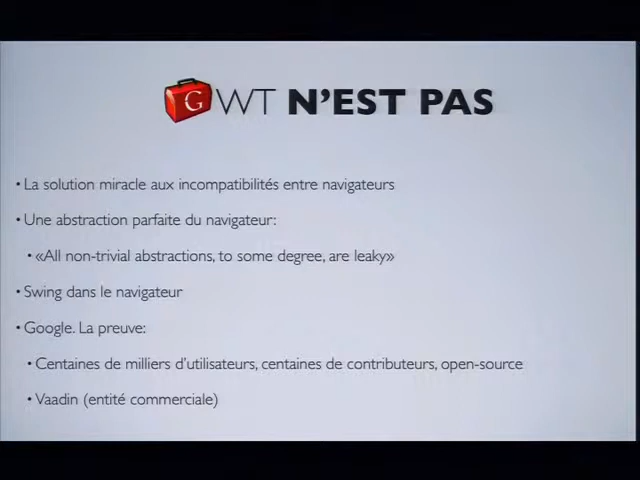 GWT N'EST PAS
• La solution miracle aux incompatibilités entre navigateurs
• Une abstraction parfaite du navigateur:
• «All non-trivial abstractions, to some degree, are leaky»
• Swing dans le navigateur
• Google. La preuve:
• Centaines de milliers d'utilisateurs, centaines de contributeurs, open-source
• Vaadin (entité commerciale)